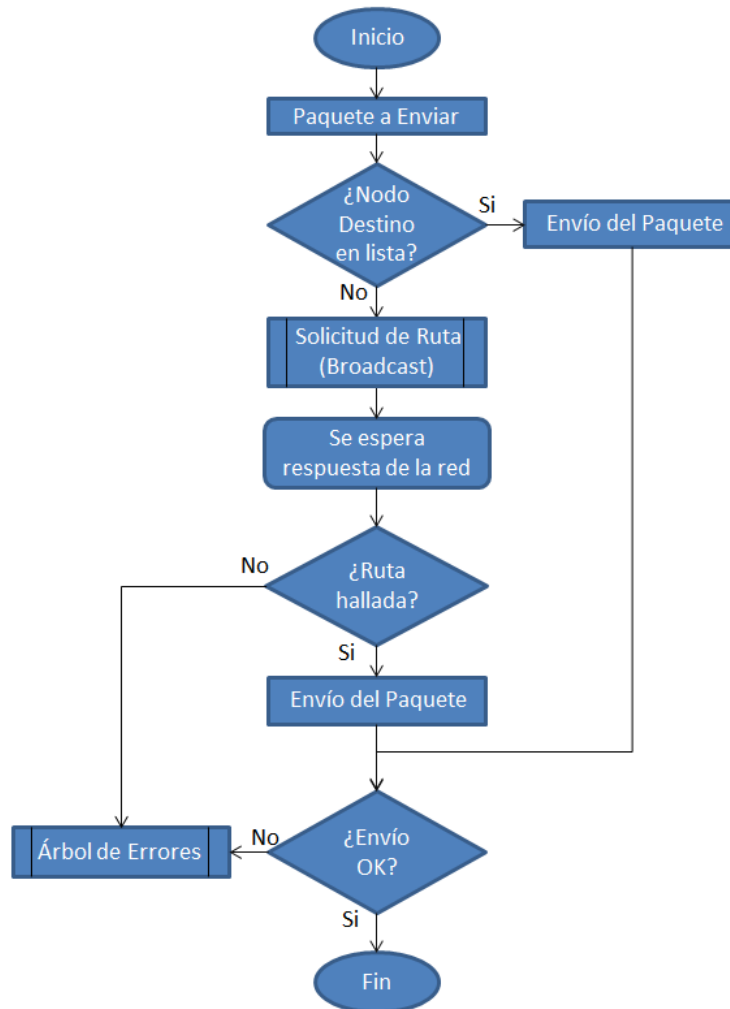 Inicio
Paquete a Enviar
¿Nodo
Destino
en lista?
Si
Envío del Paquete
No
Solicitud de Ruta
(Broadcast)
Se espera
respuesta de la red
No
¿Ruta
hallada?
Si
Envío del Paquete
Árbol de Errores
No
¿Envío
OK?
Si
Fin